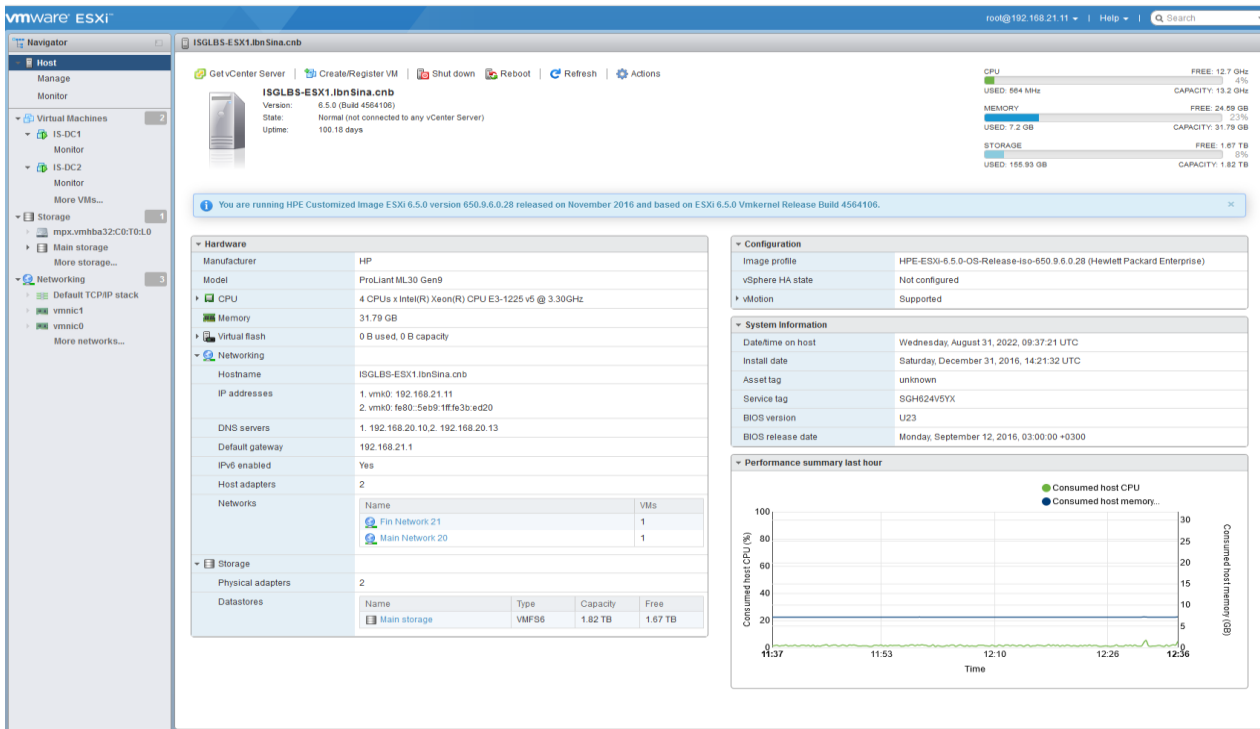 vmware ESXi™
root@192.168.21.11 | Help | Search
Navigator
Host
Manage
Monitor
Virtual Machines 2
IS-DC1
Monitor
IS-DC2
Monitor
More VMs...
Storage 1
mpx.vmhba32:C0:T0:L0
Main storage
More storage...
Networking 3
Default TCP/IP stack
vmnic1
vmnic0
More networks...
ISGLBS-ESX1.IbnSina.cnb
Get vCenter Server | Create/Register VM | Shut down Reboot | Refresh | Actions
ISGLBS-ESX1.IbnSina.cnb
Version: 6.5.0 (Build 4564106)
State: Normal (not connected to any vCenter Server)
Uptime: 100.18 days
CPU FREE: 12.7 GHz
4%
USED: 564 MHz CAPACITY: 13.2 GHz
MEMORY FREE: 24.59 GB
23%
USED: 7.2 GB CAPACITY: 31.79 GB
STORAGE FREE: 1.67 TB
8%
USED: 155.93 GB CAPACITY: 1.82 TB
You are running HPE Customized Image ESXi 6.5.0 version 650.9.6.0.28 released on November 2016 and based on ESXi 6.5.0 Vmkernel Release Build 4564106.
Hardware
Manufacturer HP
Model ProLiant ML30 Gen9
CPU 4 CPUs x Intel(R) Xeon(R) CPU E3-1225 v5 @ 3.30GHz
Memory 31.79 GB
Virtual flash 0 B used, 0 B capacity
Networking
Hostname ISGLBS-ESX1.IbnSina.cnb
IP addresses 1. vmk0: 192.168.21.11
2. vmk0: fe80::5eb9:1ff:fe3b:ed20
DNS servers 1. 192.168.20.10,2. 192.168.20.13
Default gateway 192.168.21.1
IPv6 enabled Yes
Host adapters 2
Networks Name VMs
Fin Network 21 1
Main Network 20 1
Storage
Physical adapters 2
Datastores Name Type Capacity Free
Main storage VMFS6 1.82 TB 1.67 TB
Configuration
Image profile HPE-ESXi-6.5.0-OS-Release-iso-650.9.6.0.28 (Hewlett Packard Enterprise)
vSphere HA state Not configured
vMotion Supported
System Information
Date/time on host Wednesday, August 31, 2022, 09:37:21 UTC
Install date Saturday, December 31, 2016, 14:21:32 UTC
Asset tag unknown
Service tag SGH624V5YX
BIOS version U23
BIOS release date Monday, September 12, 2016, 03:00:00 +0300
Performance summary last hour
Consumed host CPU
Consumed host memory...
Consumed host CPU (%)
100
80
60
40
20
0
30
25
20
15
10
5
0
Consumed host memory (GB)
11:37 11:53 12:10 12:26 12:36
Time